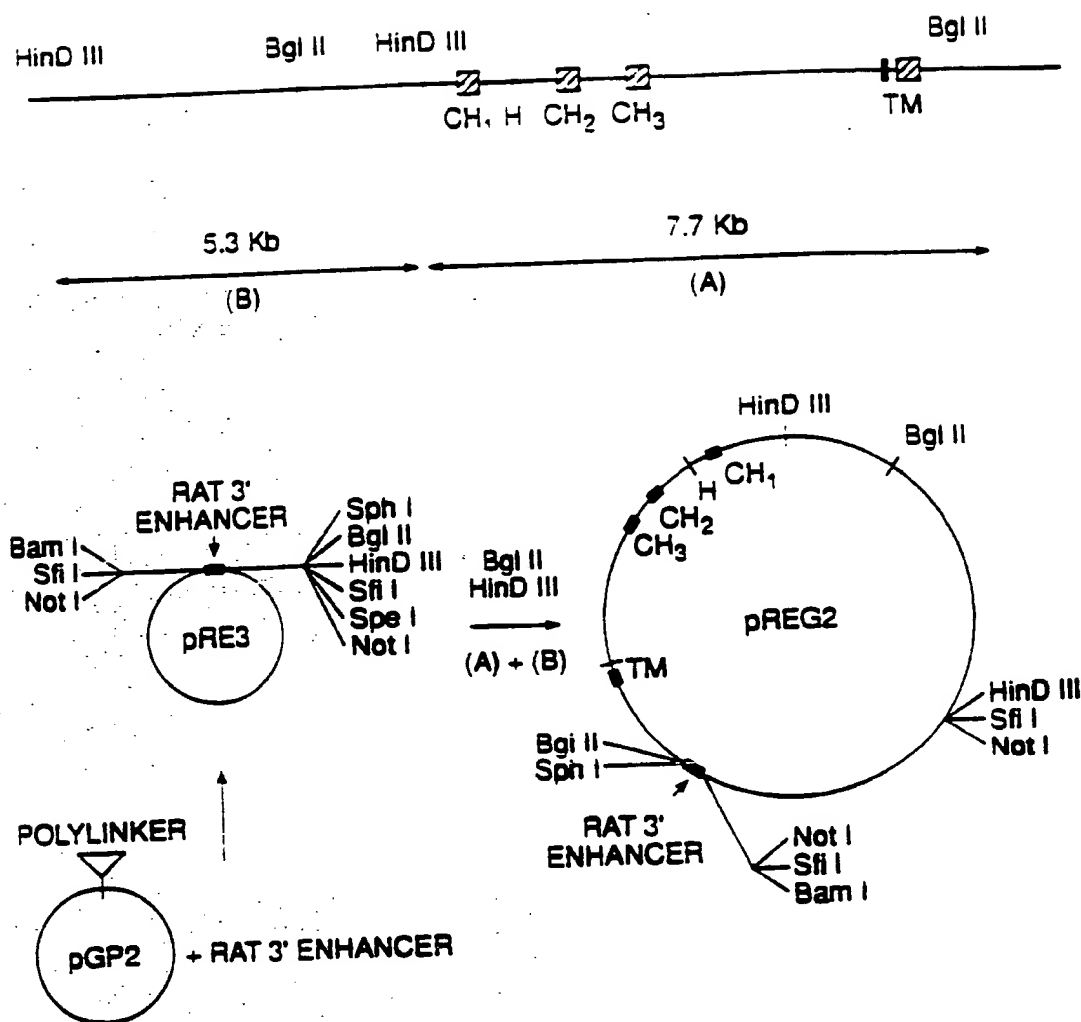 HinD III
Bgl II
HinD III
Bgl II
CH₁ H CH₂ CH₃
TM
5.3 Kb
(B)
7.7 Kb
(A)
RAT 3'
ENHANCER
Bam I
Sfi I
Not I
Sph I
Bgl II
HinD III
Sfi I
Spe I
Not I
pRE3
Bgl II
HinD III
(A) + (B)
HinD III
Bgl II
CH₁
H
CH₂
CH₃
pREG2
TM
HinD III
Sfi I
Not I
Bgl II
Sph I
RAT 3'
ENHANCER
Not I
Sfi I
Bam I
POLYLINKER
pGP2
+ RAT 3' ENHANCER